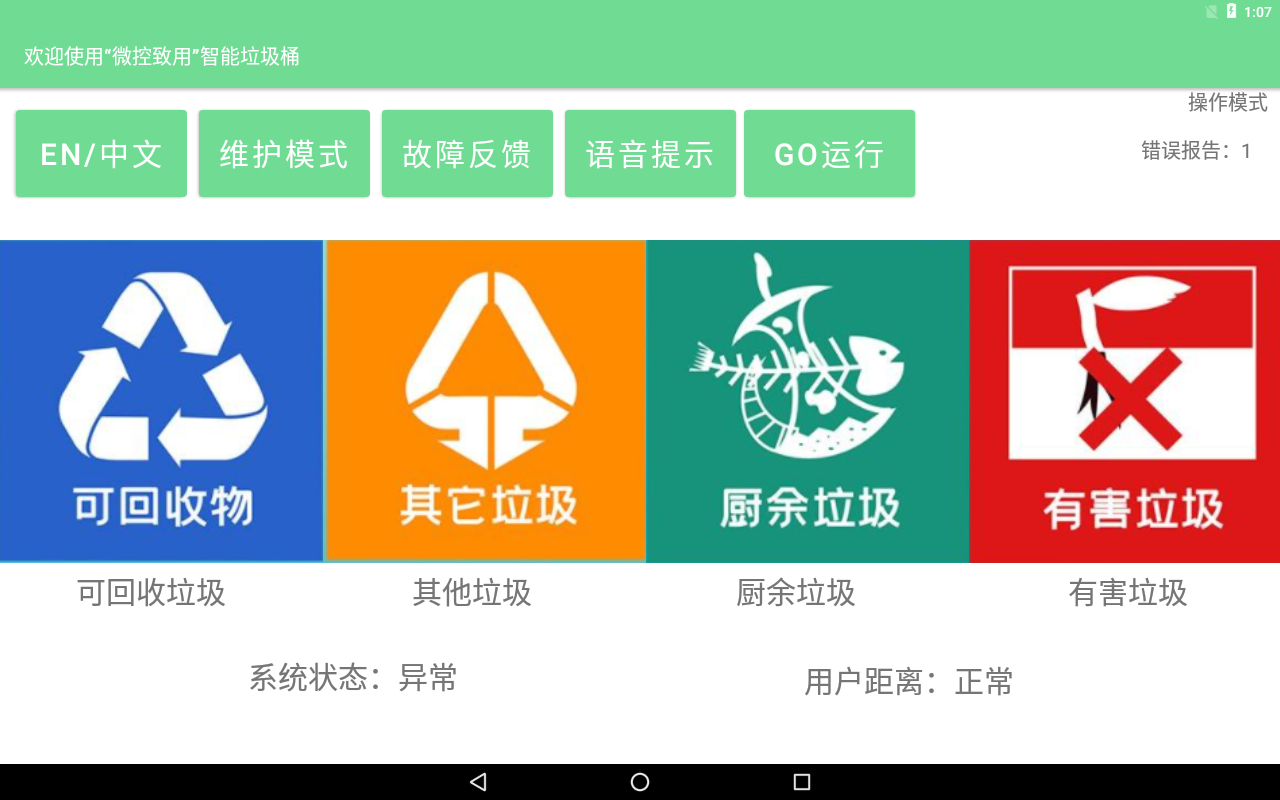 1:07
欢迎使用“微控致用”智能垃圾桶
操作模式
EN/中文 维护模式 故障反馈 语音提示 GO运行
错误报告：1
可回收物 其它垃圾 厨余垃圾 有害垃圾
可回收垃圾 其他垃圾 厨余垃圾 有害垃圾
系统状态：异常 用户距离：正常